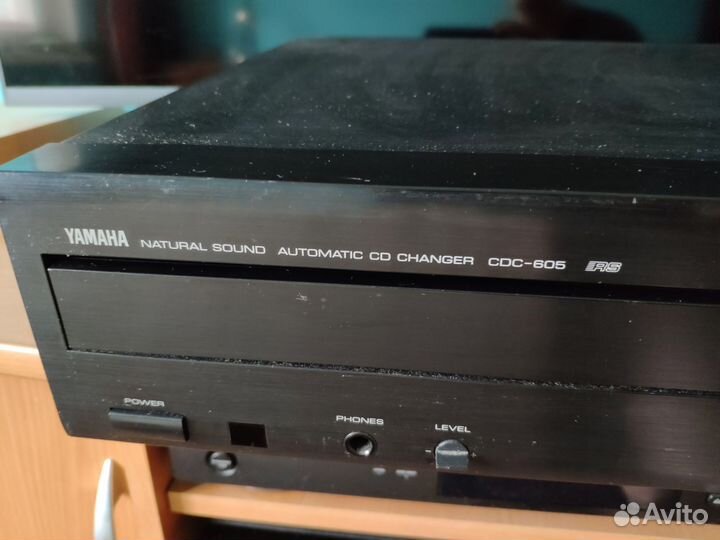 YAMAHA NATURAL SOUND AUTOMATIC CD CHANGER CDC-605 RS
POWER
PHONES
LEVEL
Avito